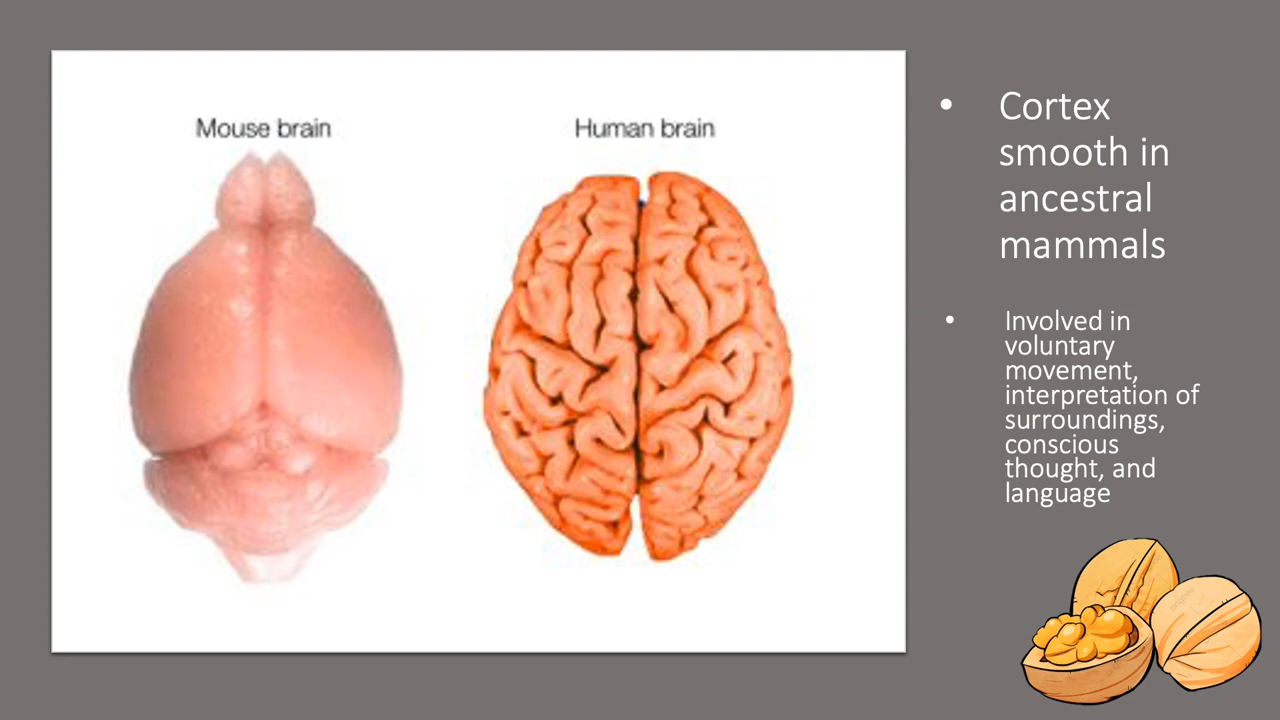 Mouse brain
Human brain
• Cortex
smooth in
ancestral
mammals
• Involved in
voluntary
movement,
interpretation of
surroundings,
conscious
thought, and
language